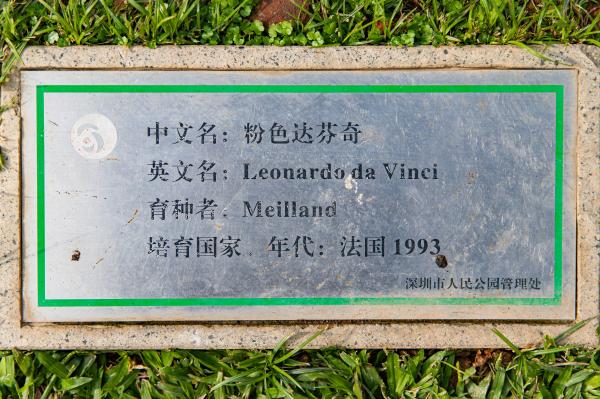 中文名：粉色达芬奇
英文名：Leonardo da Vinci
育种者：Meilland
培育国家、年代：法国 1993
深圳市人民公园管理处